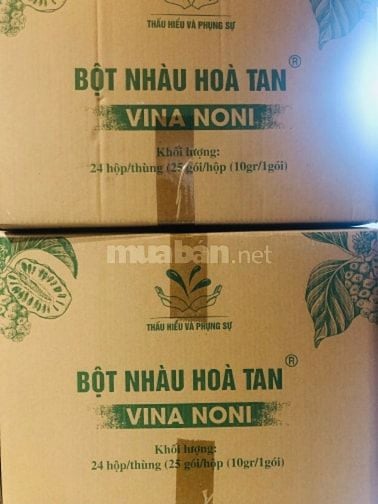 THẤU HIỂU VÀ PHỤNG SỰ
BỘT NHÀU HOÀ TAN ®
VINA NONI
Khối lượng:
24 hộp/thùng (25 gói/hộp (10gr/1gói)
muaban.net
THẤU HIỂU VÀ PHỤNG SỰ
BỘT NHÀU HOÀ TAN ®
VINA NONI
Khối lượng:
24 hộp/thùng (25 gói/hộp (10gr/1gói)